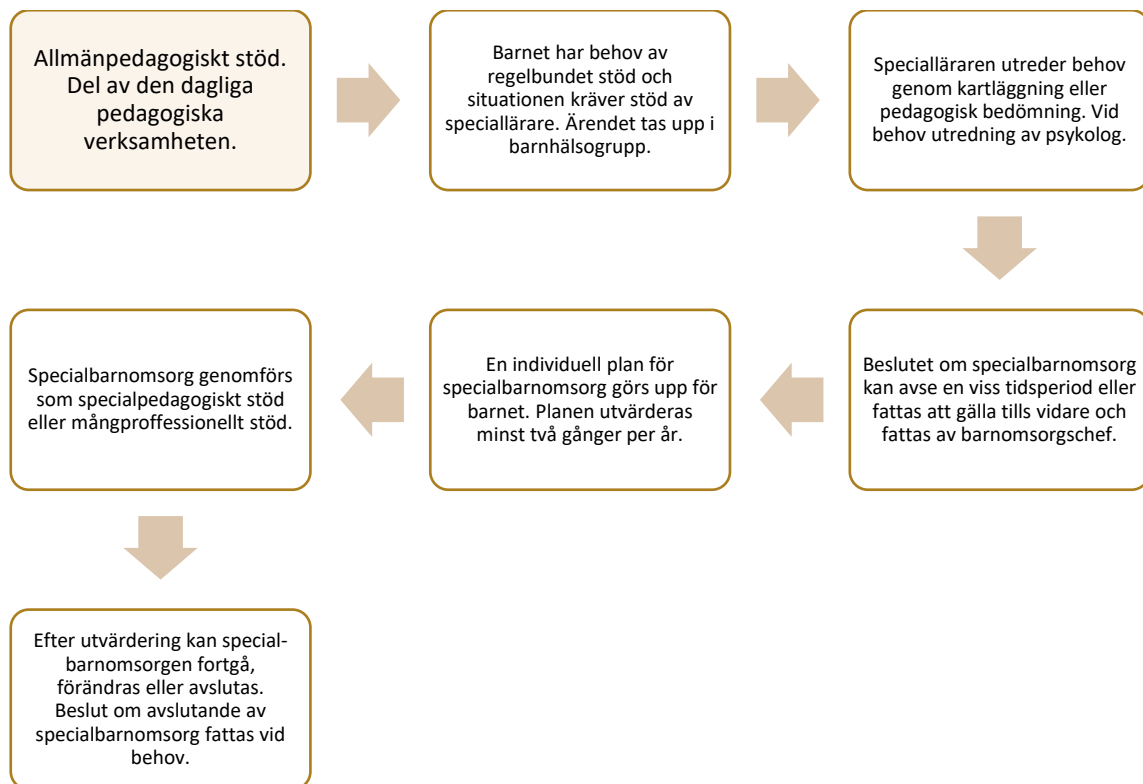 Allmänpedagogiskt stöd.
Del av den dagliga
pedagogiska
verksamheten.
Barnet har behov av
regelbundet stöd och
situationen kräver stöd av
speciallärare. Ärendet tas upp i
barnhälsogrupp.
Specialläraren utreder behov
genom kartläggning eller
pedagogisk bedömning. Vid
behov utredning av psykolog.
Beslutet om specialbarnomsorg
kan avse en viss tidsperiod eller
fattas att gälla tills vidare och
fattas av barnomsorgschef.
En individuell plan för
specialbarnomsorg görs upp för
barnet. Planen utvärderas
minst två gånger per år.
Specialbarnomsorg genomförs
som specialpedagogiskt stöd
eller mångproffessionellt stöd.
Efter utvärdering kan special-
barnomsorgen fortgå,
förändras eller avslutas.
Beslut om avslutande av
specialbarnomsorg fattas vid
behov.